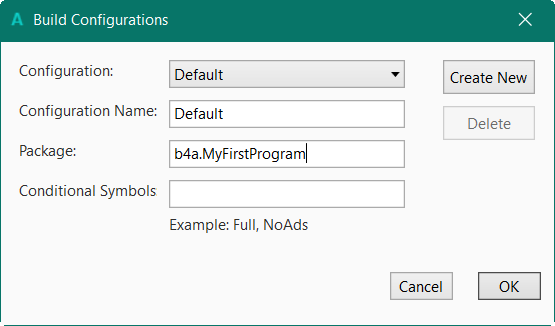 A Build Configurations
Configuration: Default Create New
Configuration Name: Default Delete
Package: b4a.MyFirstProgram
Conditional Symbols
Example: Full, NoAds
Cancel OK